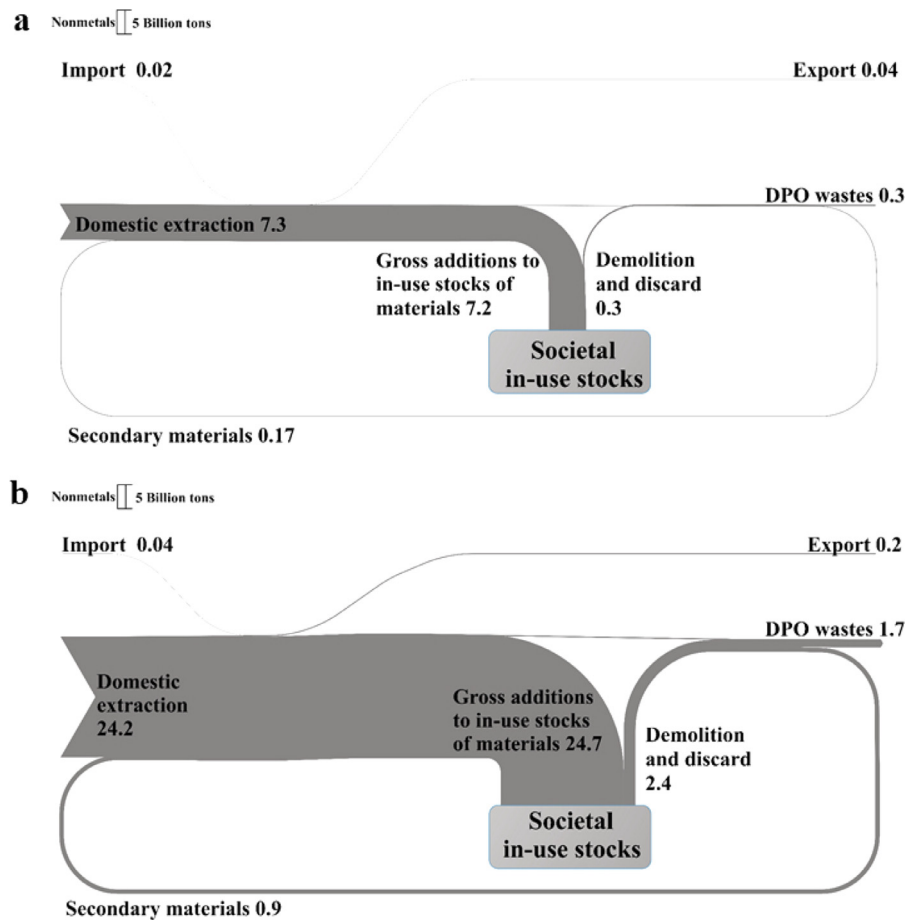 a
Nonmetals 5 Billion tons
Import 0.02
Export 0.04
DPO wastes 0.3
Domestic extraction 7.3
Gross additions to
in-use stocks of
materials 7.2
Demolition
and discard
0.3
Societal
in-use stocks
Secondary materials 0.17
b
Nonmetals 5 Billion tons
Import 0.04
Export 0.2
DPO wastes 1.7
Domestic
extraction
24.2
Gross additions
to in-use stocks
of materials 24.7
Demolition
and discard
2.4
Societal
in-use stocks
Secondary materials 0.9